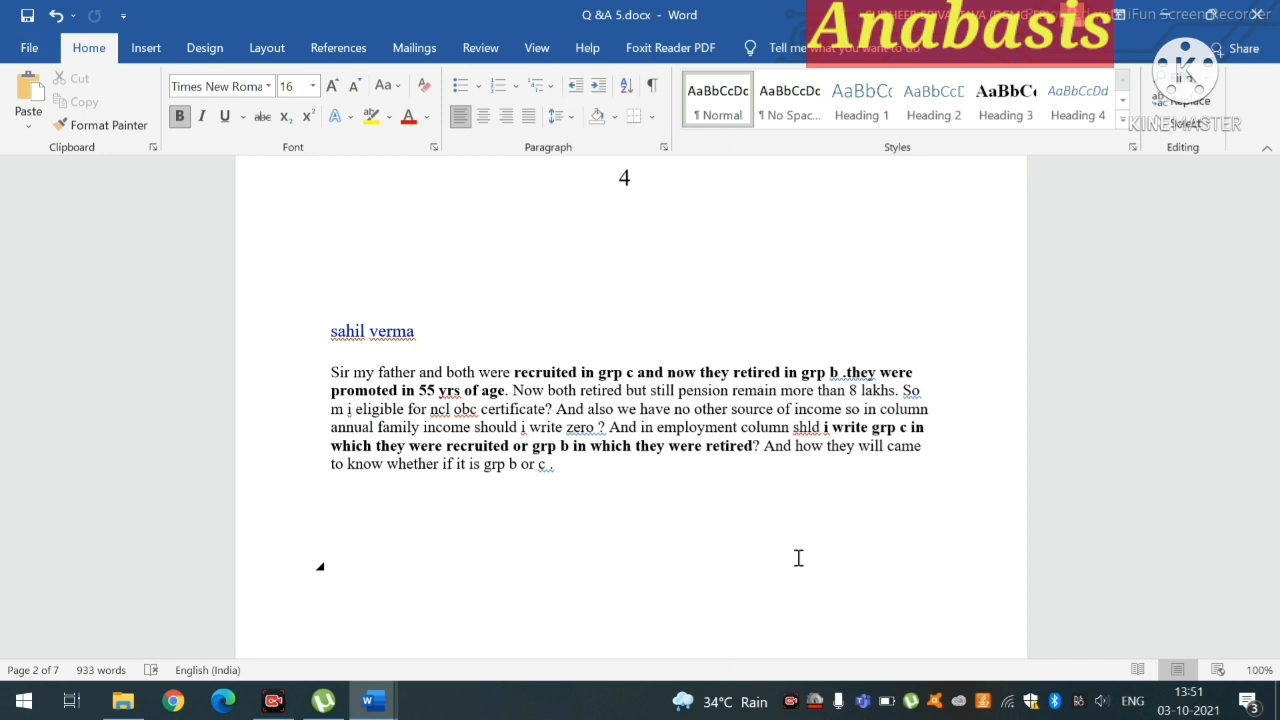 Q & A 5.docx - Word
Anabasis
iFun Screen Recorder
File Home Insert Design Layout References Mailings Review View Help Foxit Reader PDF Tell me what you want to do Share
Paste
Cut
Copy
Format Painter
Clipboard
Times New Roma 16
Font
Paragraph
AaBbCcDc AaBbCcDc AaBbCc AaBbCcE AaBbCc AaBbCcDd
¶ Normal ¶ No Spac... Heading 1 Heading 2 Heading 3 Heading 4
Styles
Replace
KINEMASTER
Editing
4
sahil verma
Sir my father and both were recruited in grp c and now they retired in grp b .they were
promoted in 55 yrs of age. Now both retired but still pension remain more than 8 lakhs. So
m i eligible for ncl obc certificate? And also we have no other source of income so in column
annual family income should i write zero ? And in employment column shld i write grp c in
which they were recruited or grp b in which they were retired? And how they will came
to know whether if it is grp b or c .
Page 2 of 7 933 words English (India) 100%
34°C Rain ENG 13:51
03-10-2021 3